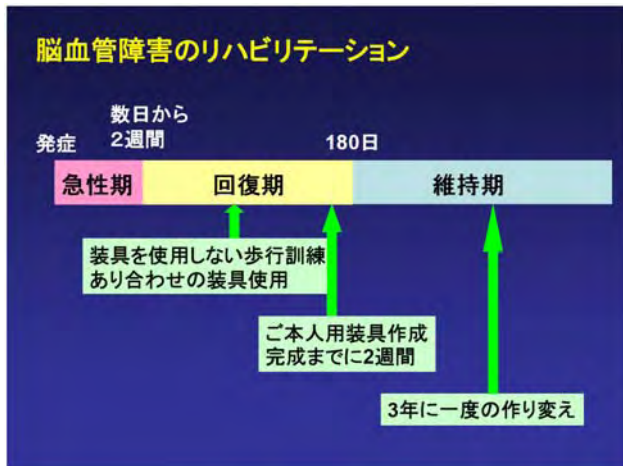 脳血管障害のリハビリテーション
数日から
2週間
発症
180日
急性期
回復期
維持期
装具を使用しない歩行訓練
あり合わせの装具使用
ご本人用装具作成
完成までに2週間
3年に一度の作り変え